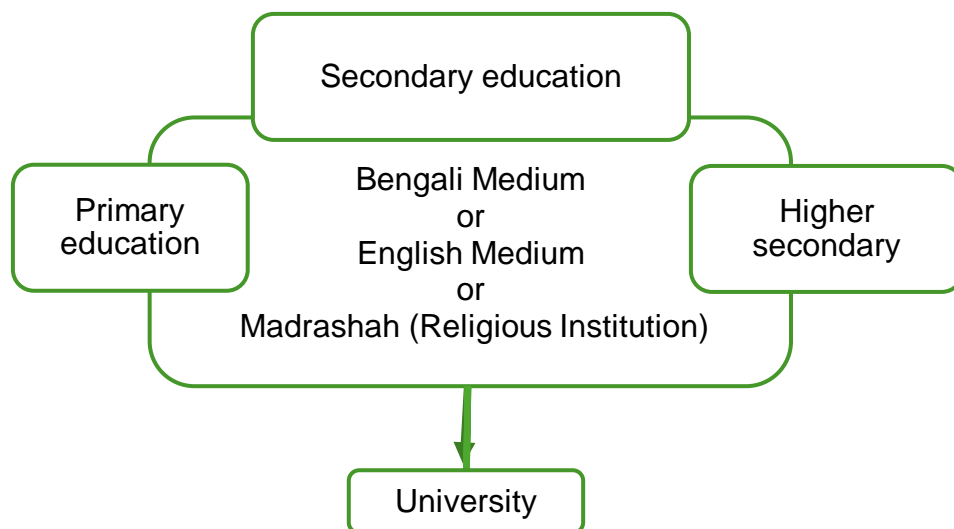 Secondary education
Primary
education
Bengali Medium
or
English Medium
or
Madrashah (Religious Institution)
Higher
secondary
University